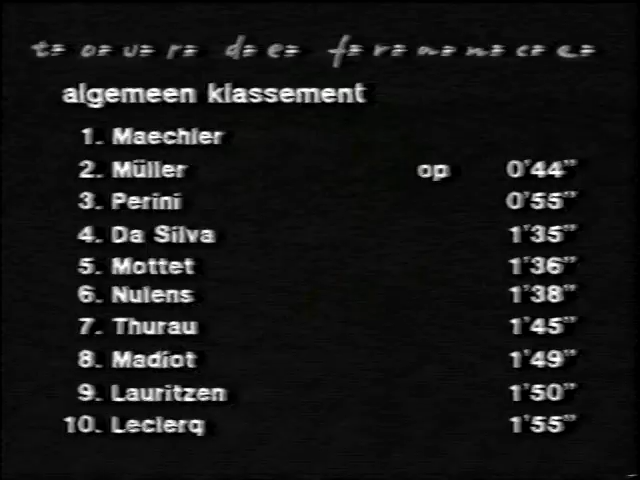 t= o= u= r= d= e= f= r= a= n= c= e=
algemeen klassement
1. Maechler
2. Müller op 0'44"
3. Perini 0'55"
4. Da Silva 1'35"
5. Mottet 1'36"
6. Nulens 1'38"
7. Thurau 1'45"
8. Madiot 1'49"
9. Lauritzen 1'50"
10. Leclerq 1'55"